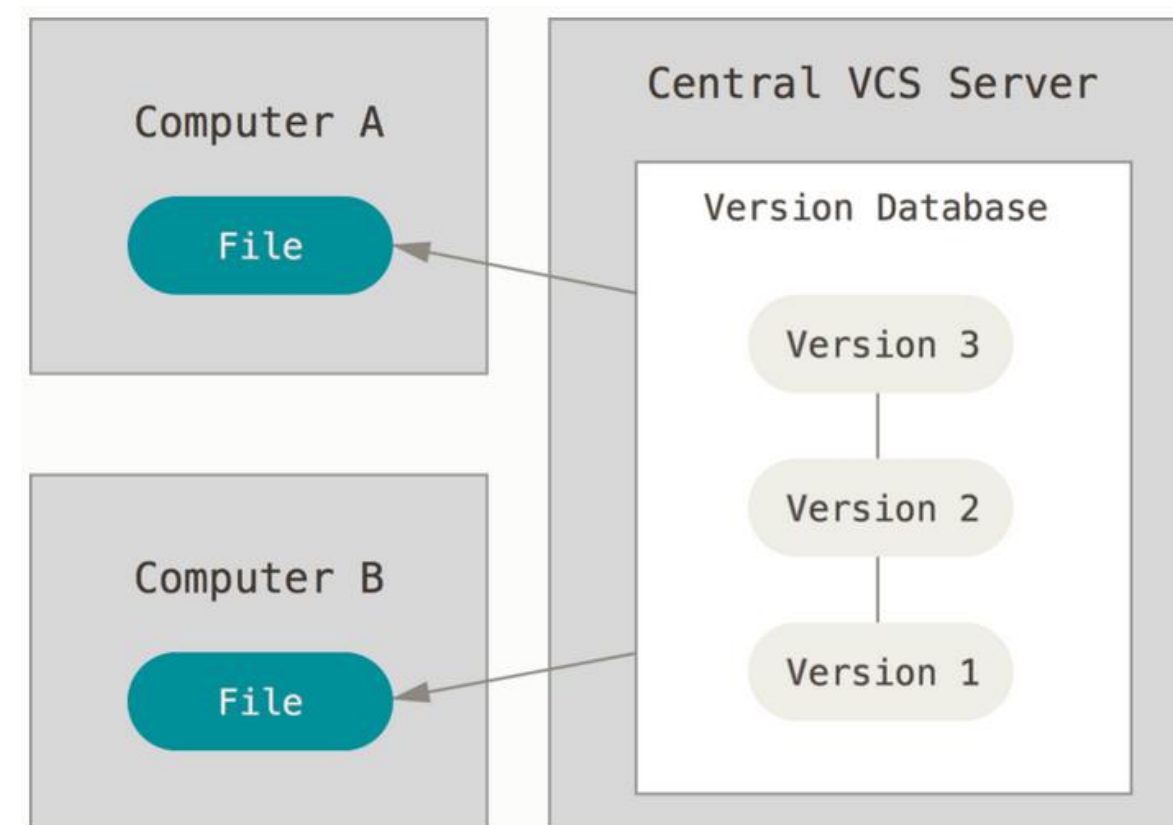 Computer A
File
Computer B
File
Central VCS Server
Version Database
Version 3
Version 2
Version 1